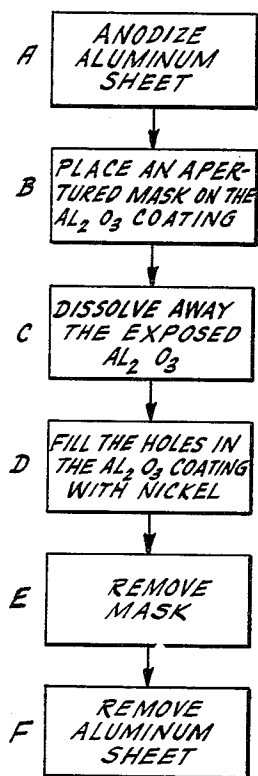 A
ANODIZE
ALUMINUM
SHEET
B
PLACE AN APER-
TURED MASK ON THE
AL₂ O₃ COATING
C
DISSOLVE AWAY
THE EXPOSED
AL₂ O₃
D
FILL THE HOLES IN
THE AL₂ O₃ COATING
WITH NICKEL
E
REMOVE
MASK
F
REMOVE
ALUMINUM
SHEET